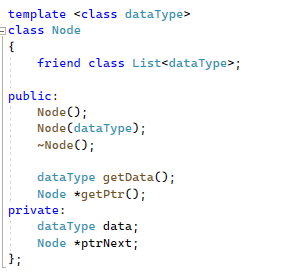 template <class dataType>
class Node
{
friend class List<dataType>;
public:
Node();
Node(dataType);
~Node();
dataType getData();
Node *getPtr();
private:
dataType data;
Node *ptrNext;
};